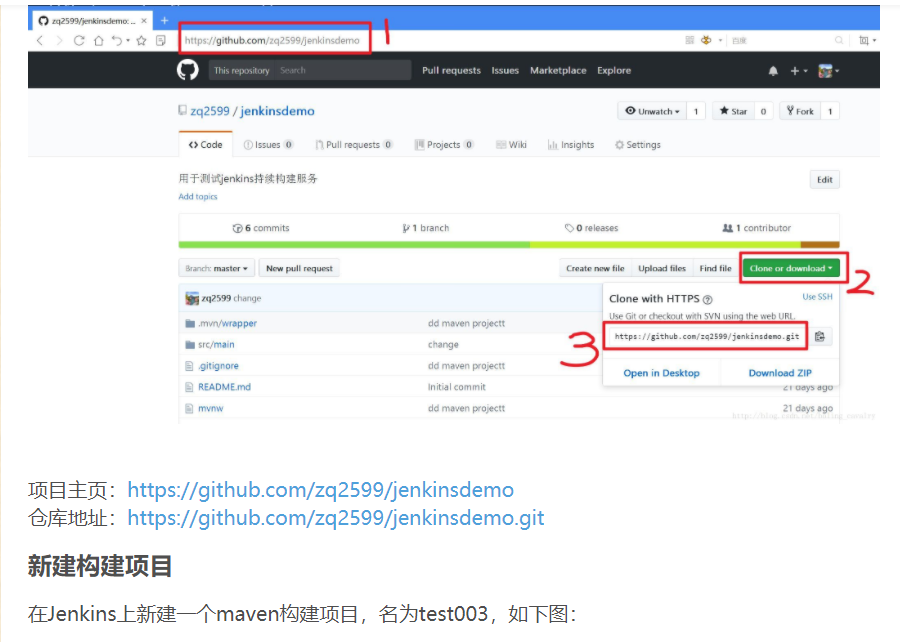 zq2599/jenkinsdemo: ...
https://github.com/zq2599/jenkinsdemo
1
百度
This repository Search
Pull requests Issues Marketplace Explore
zq2599 / jenkinsdemo
Unwatch 1 Star 0 Fork 1
Code Issues 0 Pull requests 0 Projects 0 Wiki Insights Settings
用于测试jenkins持续构建服务
Edit
Add topics
6 commits 1 branch 0 releases 1 contributor
Branch: master New pull request Create new file Upload files Find file Clone or download
2
zq2599 change
Clone with HTTPS ?
Use SSH
Use Git or checkout with SVN using the web URL.
3
https://github.com/zq2599/jenkinsdemo.git
Open in Desktop Download ZIP
.mvn/wrapper dd maven projectt
src/main change
.gitignore dd maven projectt
README.md Initial commit 21 days ago
mvnw dd maven projectt 21 days ago
项目主页：https://github.com/zq2599/jenkinsdemo
仓库地址：https://github.com/zq2599/jenkinsdemo.git
新建构建项目
在Jenkins上新建一个maven构建项目，名为test003，如下图：